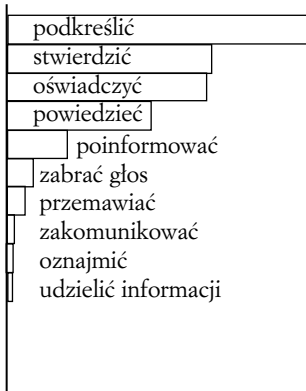 podkreślić
stwierdzić
oświadczyć
powiedzieć
poinformować
zabrać głos
przemawiać
zakomunikować
oznajmić
udzielić informacji